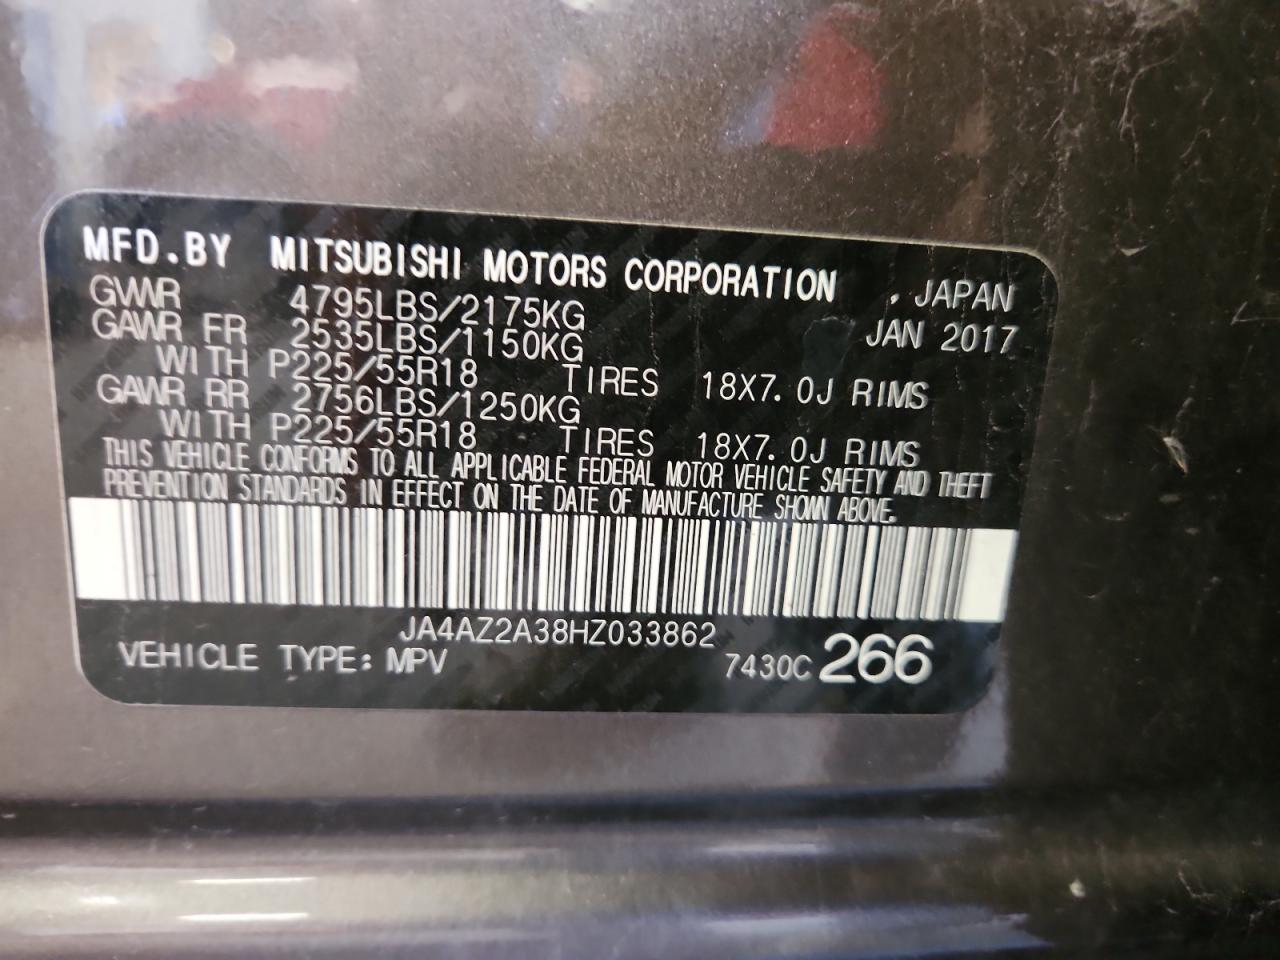 MFD.BY MITSUBISHI MOTORS CORPORATION , JAPAN
GVWR 4795LBS/2175KG JAN 2017
GAWR FR 2535LBS/1150KG
WITH P225/55R18 TIRES 18X7.0J RIMS
GAWR RR 2756LBS/1250KG
WITH P225/55R18 TIRES 18X7.0J RIMS
THIS VEHICLE CONFORMS TO ALL APPLICABLE FEDERAL MOTOR VEHICLE SAFETY AND THEFT
PREVENTION STANDARDS IN EFFECT ON THE DATE OF MANUFACTURE SHOWN ABOVE.
JA4AZ2A38HZ033862
VEHICLE TYPE: MPV 7430C 266